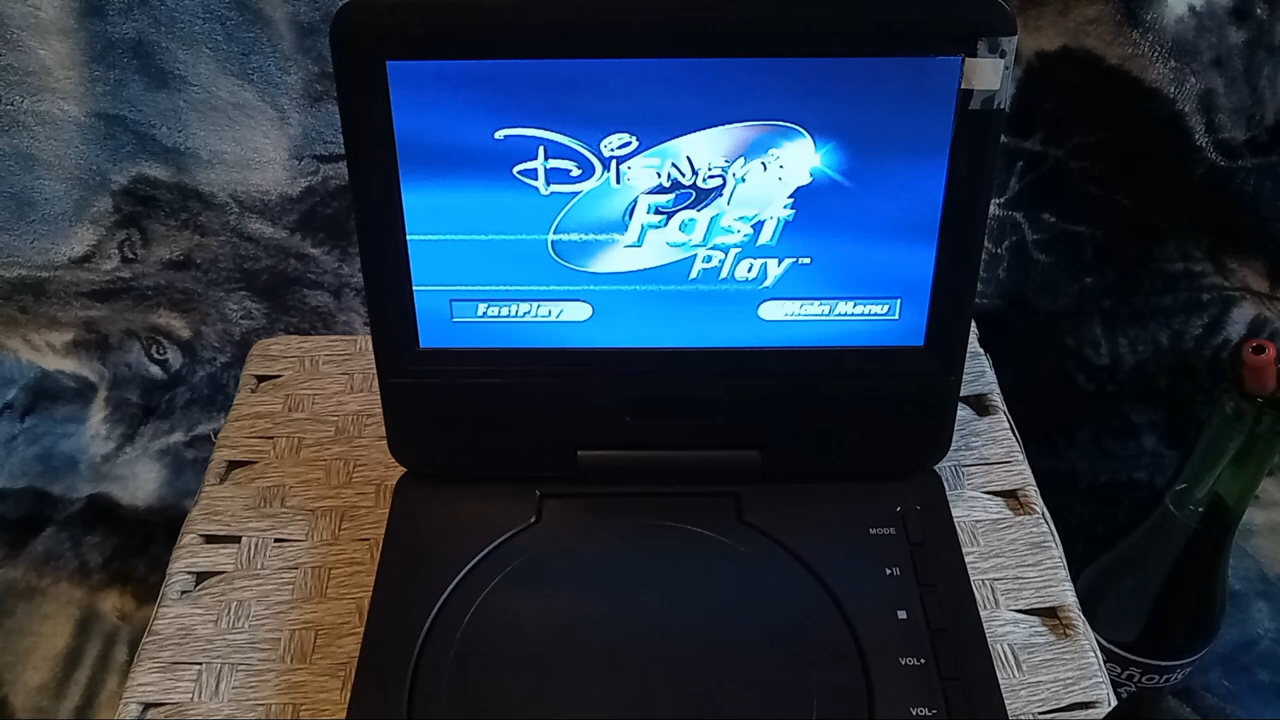 Disney's
Fast
Play™
FastPlay
Main Menu
MODE
VOL+
VOL-